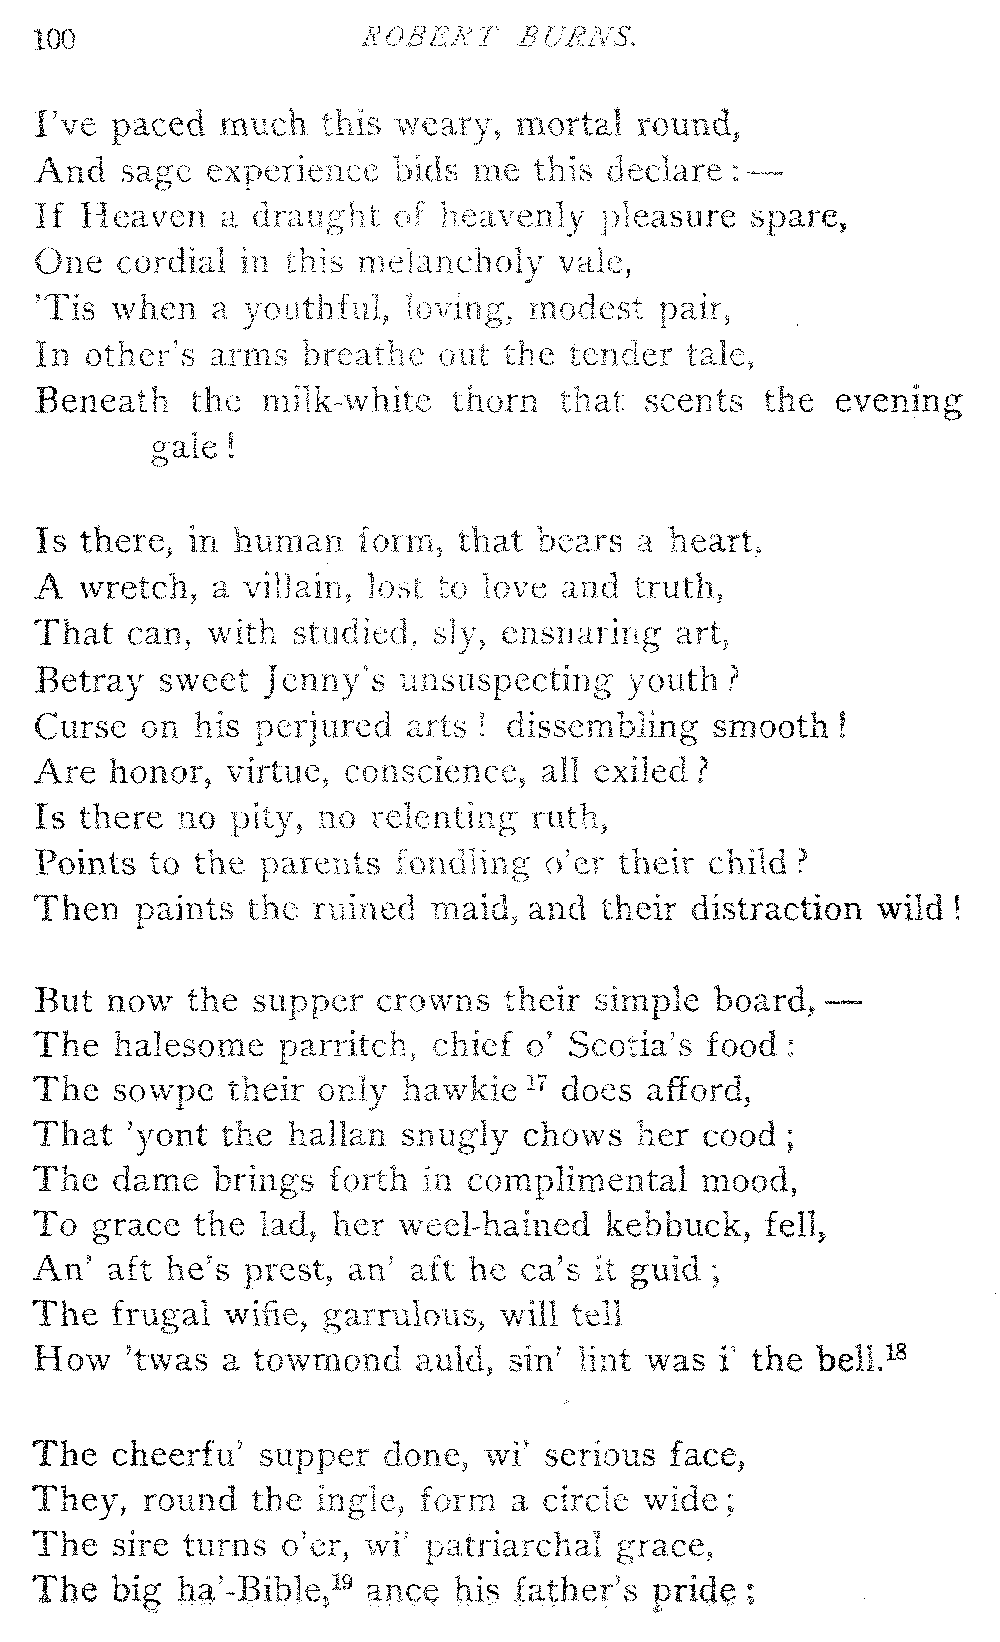 100 ROBERT BURNS.
I've paced much this weary, mortal round,
And sage experience bids me this declare:—
If Heaven a draught of heavenly pleasure spare,
One cordial in this melancholy vale,
'Tis when a youthful, loving, modest pair,
In other's arms breathe out the tender tale,
Beneath the milk-white thorn that scents the evening
gale!
Is there, in human form, that bears a heart,
A wretch, a villain, lost to love and truth,
That can, with studied, sly, ensnaring art,
Betray sweet Jenny's unsuspecting youth?
Curse on his perjured arts! dissembling smooth!
Are honor, virtue, conscience, all exiled?
Is there no pity, no relenting ruth,
Points to the parents fondling o'er their child?
Then paints the ruined maid, and their distraction wild!
But now the supper crowns their simple board,—
The halesome parritch, chief o' Scotia's food:
The sowpe their only hawkie17 does afford,
That 'yont the hallan snugly chows her cood;
The dame brings forth in complimental mood,
To grace the lad, her weel-hained kebbuck, fell,
An' aft he's prest, an' aft he ca's it guid;
The frugal wifie, garrulous, will tell
How 'twas a towmond auld, sin' lint was i' the bell.18
The cheerfu' supper done, wi' serious face,
They, round the ingle, form a circle wide;
The sire turns o'er, wi' patriarchal grace,
The big ha'-Bible,19 ance his father's pride: